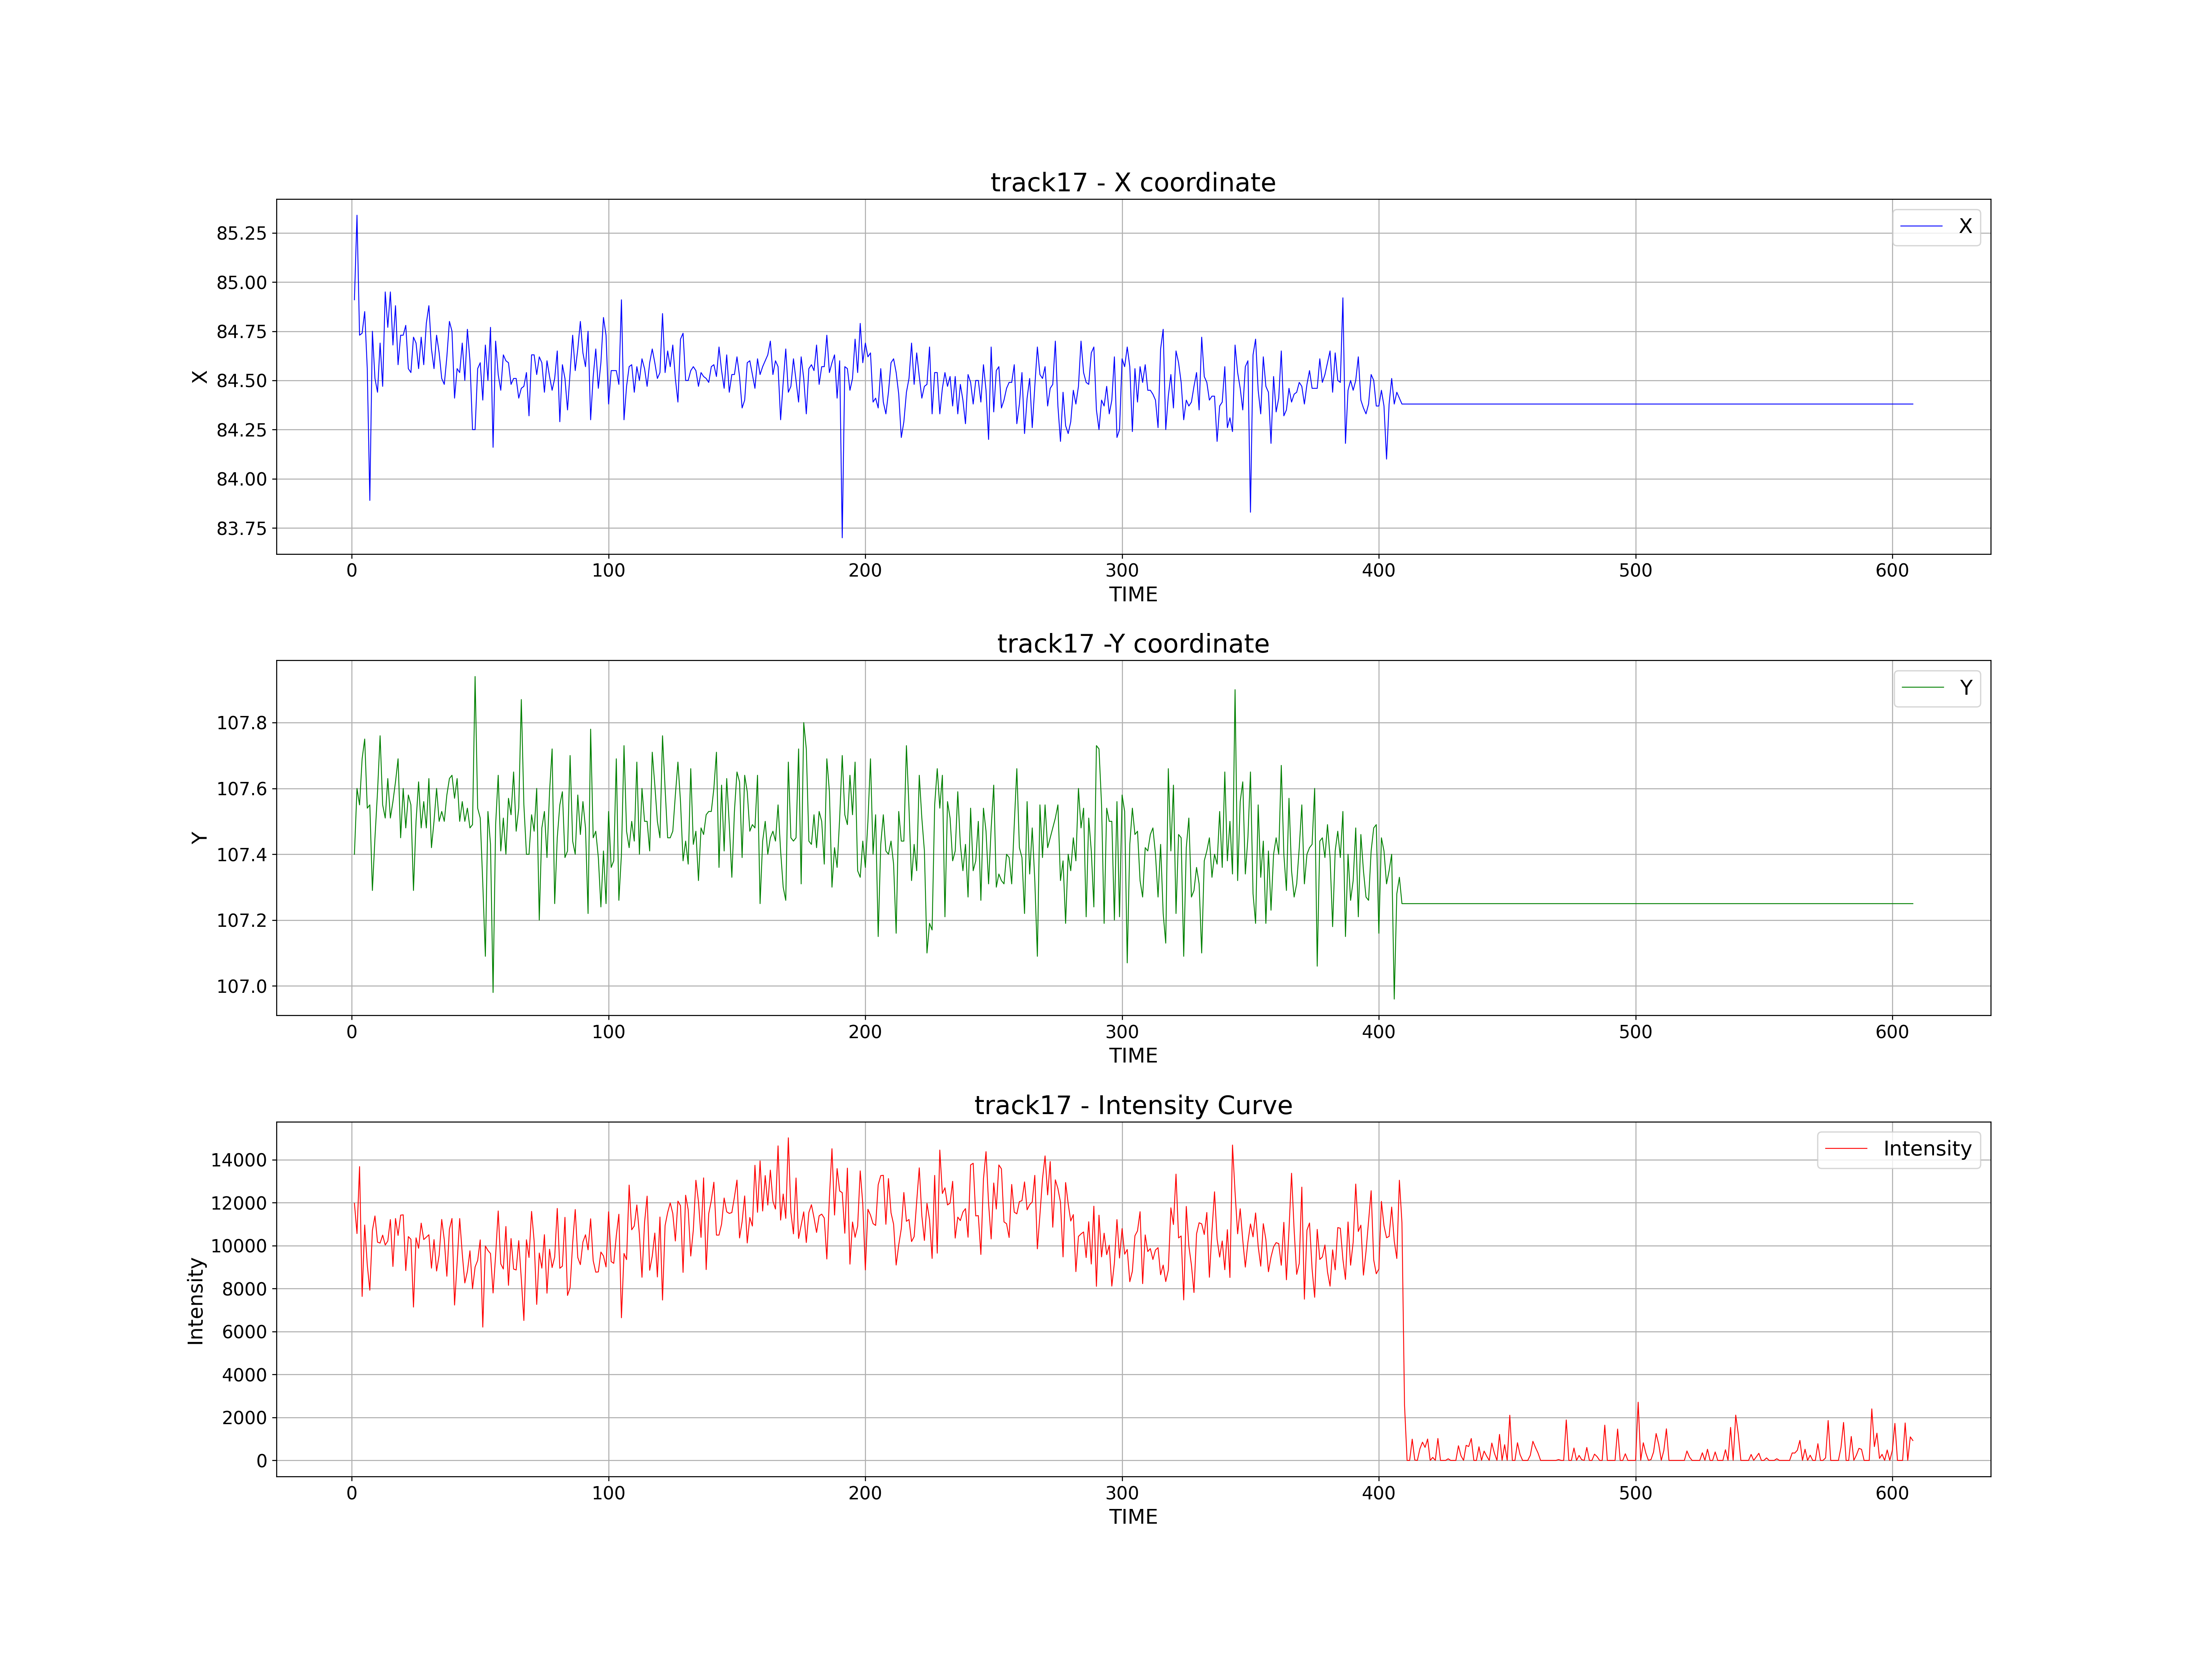 track17 - X coordinate
X
85.25
85.00
84.75
84.50
84.25
84.00
83.75
X
0 100 200 300 400 500 600
TIME
track17 -Y coordinate
Y
107.8
107.6
107.4
107.2
107.0
Y
0 100 200 300 400 500 600
TIME
track17 - Intensity Curve
Intensity
14000
12000
10000
8000
6000
4000
2000
0
Intensity
0 100 200 300 400 500 600
TIME